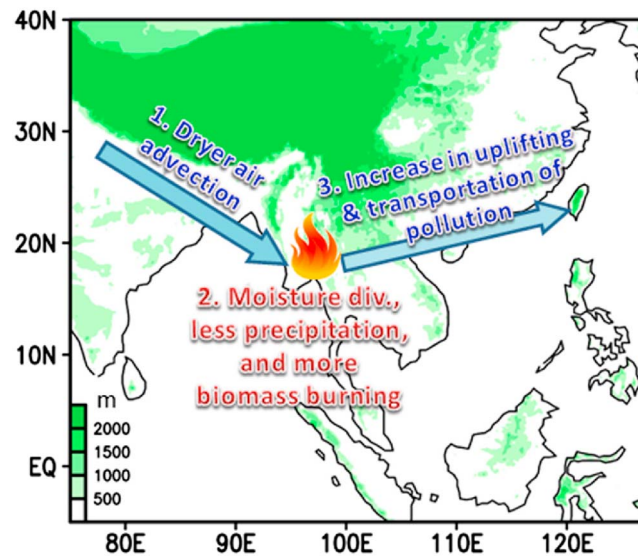 40N
30N
20N
10N
EQ
1. Dryer air
advection
3. Increase in uplifting
& transportation of
pollution
2. Moisture div.,
less precipitation,
and more
biomass burning
m
2000
1500
1000
500
80E
90E
100E
110E
120E